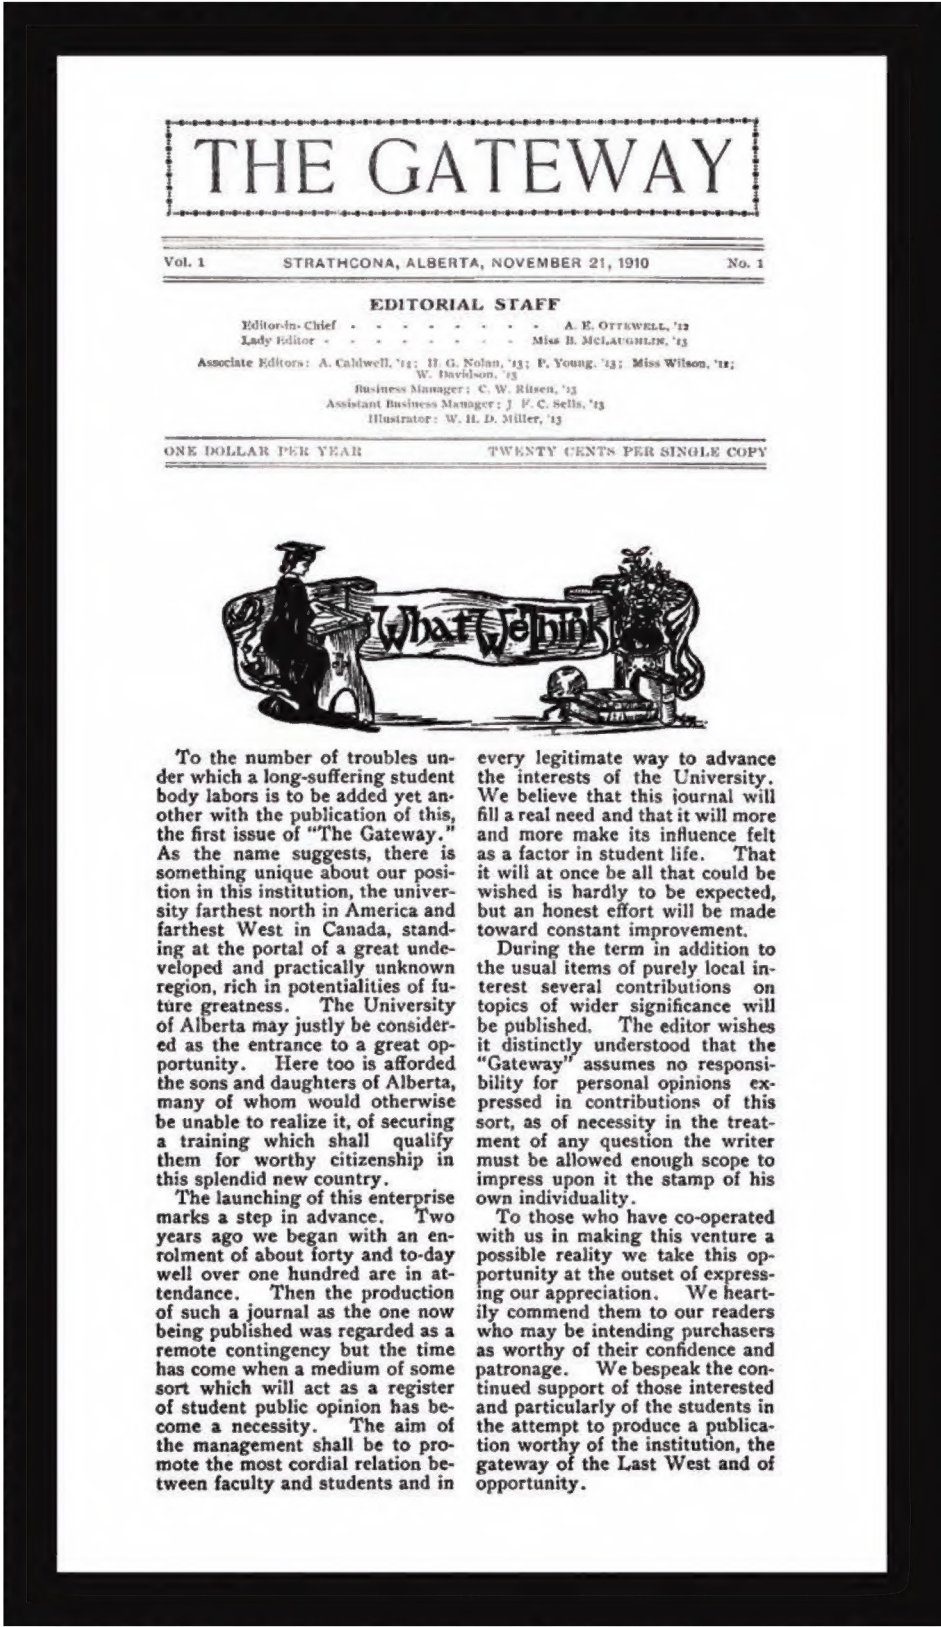 THE GATEWAY
Vol. 1 STRATHCONA, ALBERTA, NOVEMBER 21, 1910 No. 1
EDITORIAL STAFF
Editor-in-Chief - - - - - - - - A. E. OTTEWELL, '12
Lady Editor - - - - - - - - Miss B. McLAUGHLIN, '13
Associate Editors: A. Caldwell, H. G. Nolan, '13; P. Young, '13; Miss Wilson,
W. Davidson, '13
Business Manager: C. W. Ritsen, '13
Assistant Business Manager: J F. C. Sells, '13
Illustrator: W. H. D. Miller, '13
ONE DOLLAR PER YEAR TWENTY CENTS PER SINGLE COPY
What We Think
To the number of troubles un-
der which a long-suffering student
body labors is to be added yet an-
other with the publication of this,
the first issue of "The Gateway."
As the name suggests, there is
something unique about our posi-
tion in this institution, the univer-
sity farthest north in America and
farthest West in Canada, stand-
ing at the portal of a great unde-
veloped and practically unknown
region, rich in potentialities of fu-
ture greatness. The University
of Alberta may justly be consider-
ed as the entrance to a great op-
portunity. Here too is afforded
the sons and daughters of Alberta,
many of whom would otherwise
be unable to realize it, of securing
a training which shall qualify
them for worthy citizenship in
this splendid new country.
The launching of this enterprise
marks a step in advance. Two
years ago we began with an en-
rolment of about forty and to-day
well over one hundred are in at-
tendance. Then the production
of such a journal as the one now
being published was regarded as a
remote contingency but the time
has come when a medium of some
sort which will act as a register
of student public opinion has be-
come a necessity. The aim of
the management shall be to pro-
mote the most cordial relation be-
tween faculty and students and in
every legitimate way to advance
the interests of the University.
We believe that this journal will
fill a real need and that it will more
and more make its influence felt
as a factor in student life. That
it will at once be all that could be
wished is hardly to be expected,
but an honest effort will be made
toward constant improvement.
During the term in addition to
the usual items of purely local in-
terest several contributions on
topics of wider significance will
be published. The editor wishes
it distinctly understood that the
"Gateway" assumes no responsi-
bility for personal opinions ex-
pressed in contributions of this
sort, as of necessity in the treat-
ment of any question the writer
must be allowed enough scope to
impress upon it the stamp of his
own individuality.
To those who have co-operated
with us in making this venture a
possible reality we take this op-
portunity at the outset of express-
ing our appreciation. We heart-
ily commend them to our readers
who may be intending purchasers
as worthy of their confidence and
patronage. We bespeak the con-
tinued support of those interested
and particularly of the students in
the attempt to produce a publica-
tion worthy of the institution, the
gateway of the Last West and of
opportunity.